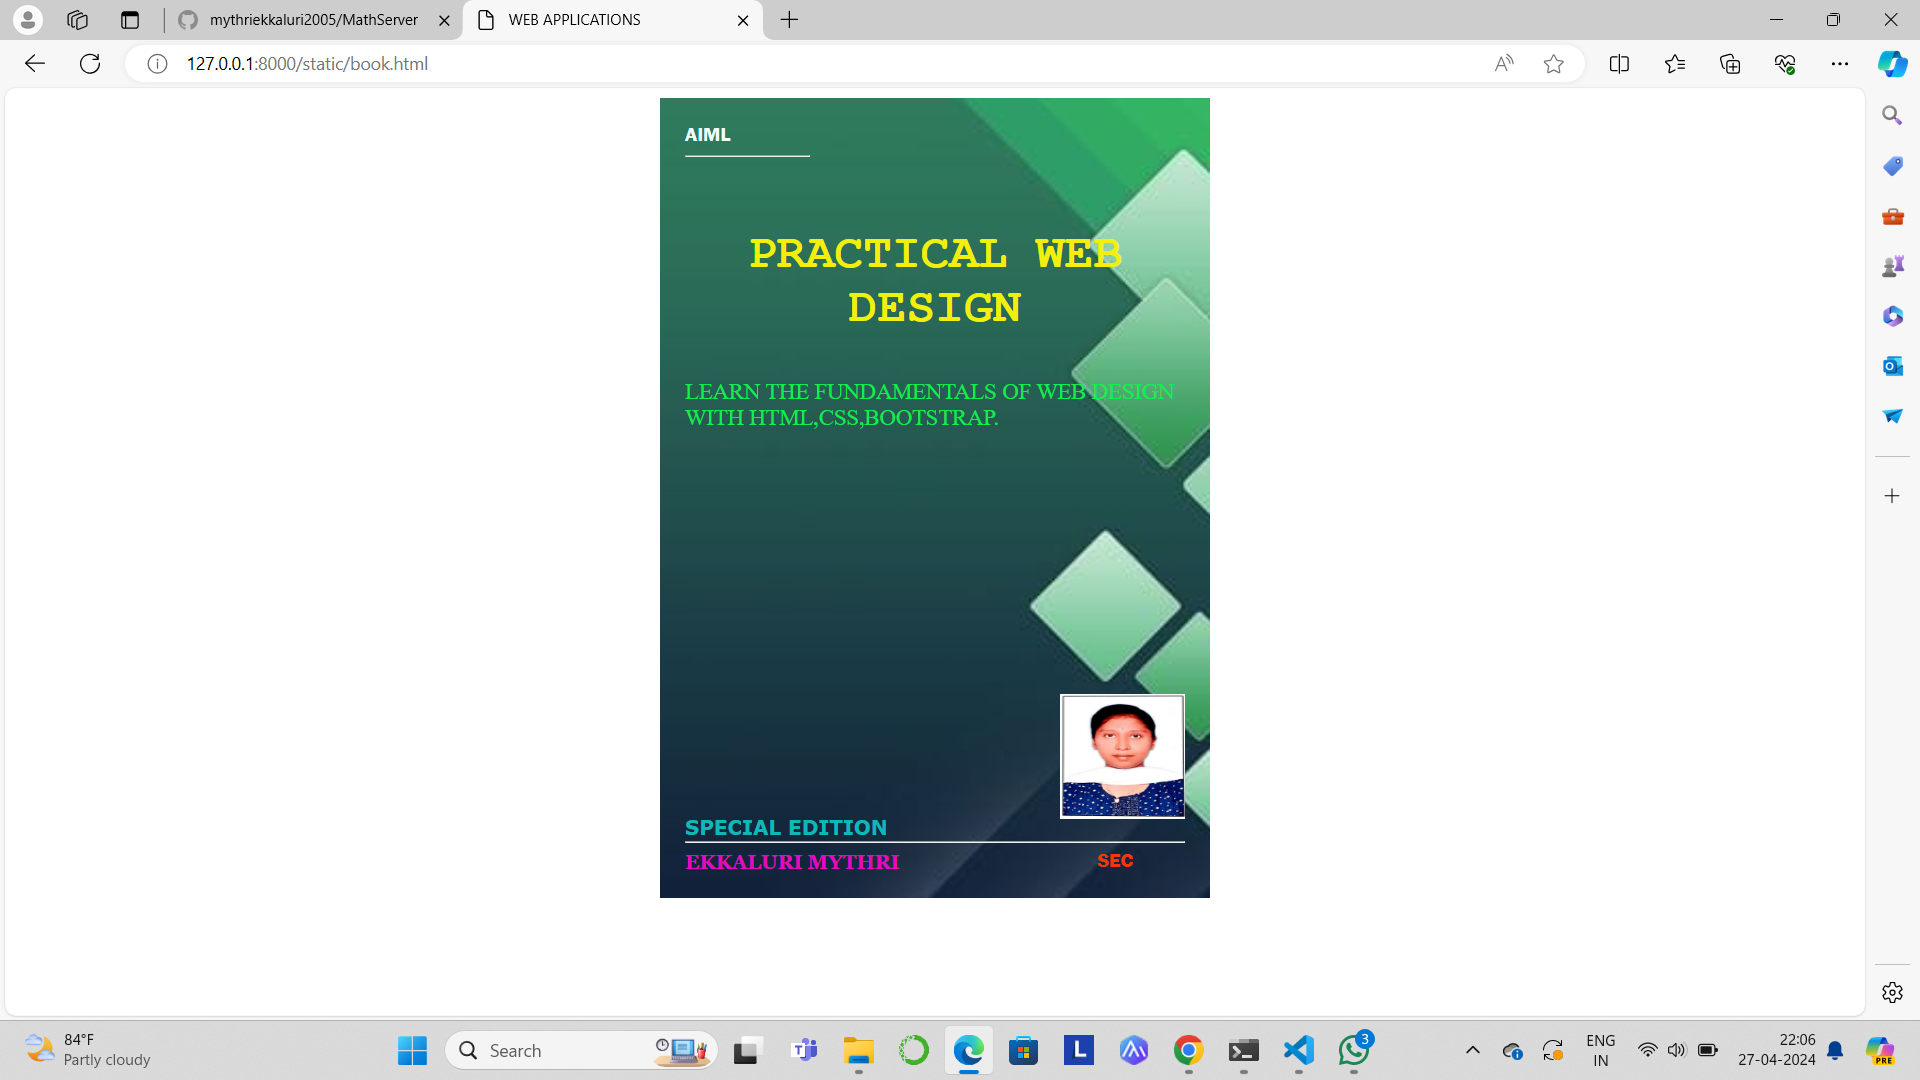 mythriekkaluri2005/MathServer
WEB APPLICATIONS
127.0.0.1:8000/static/book.html
AIML
PRACTICAL WEB
DESIGN
LEARN THE FUNDAMENTALS OF WEB DESIGN
WITH HTML,CSS,BOOTSTRAP.
SPECIAL EDITION
EKKALURI MYTHRI
SEC
84°F
Partly cloudy
Search
L
3
ENG
IN
22:06
27-04-2024
PRE